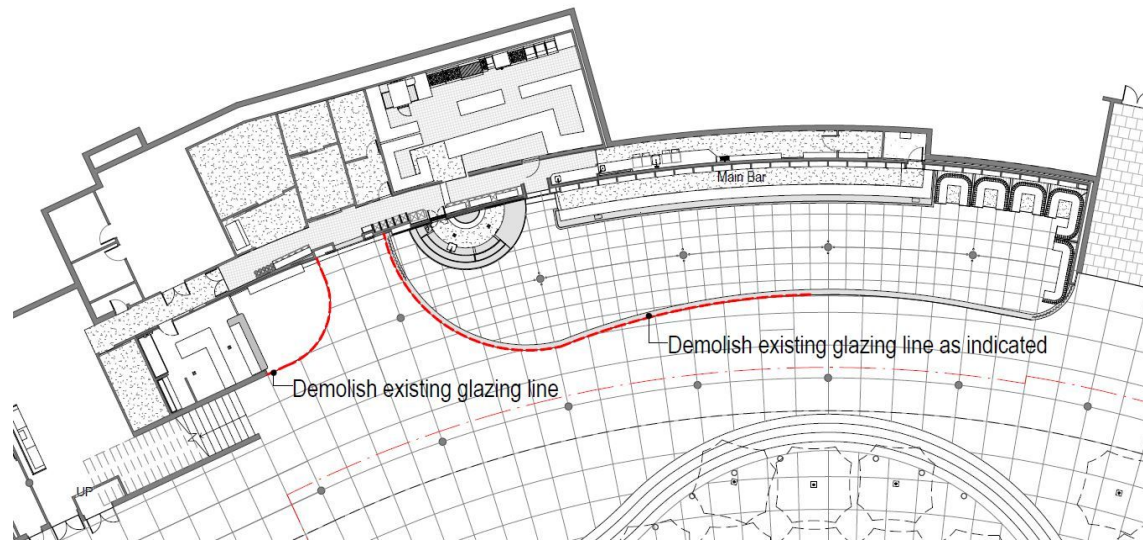 Main Bar
Demolish existing glazing line as indicated
Demolish existing glazing line
UP